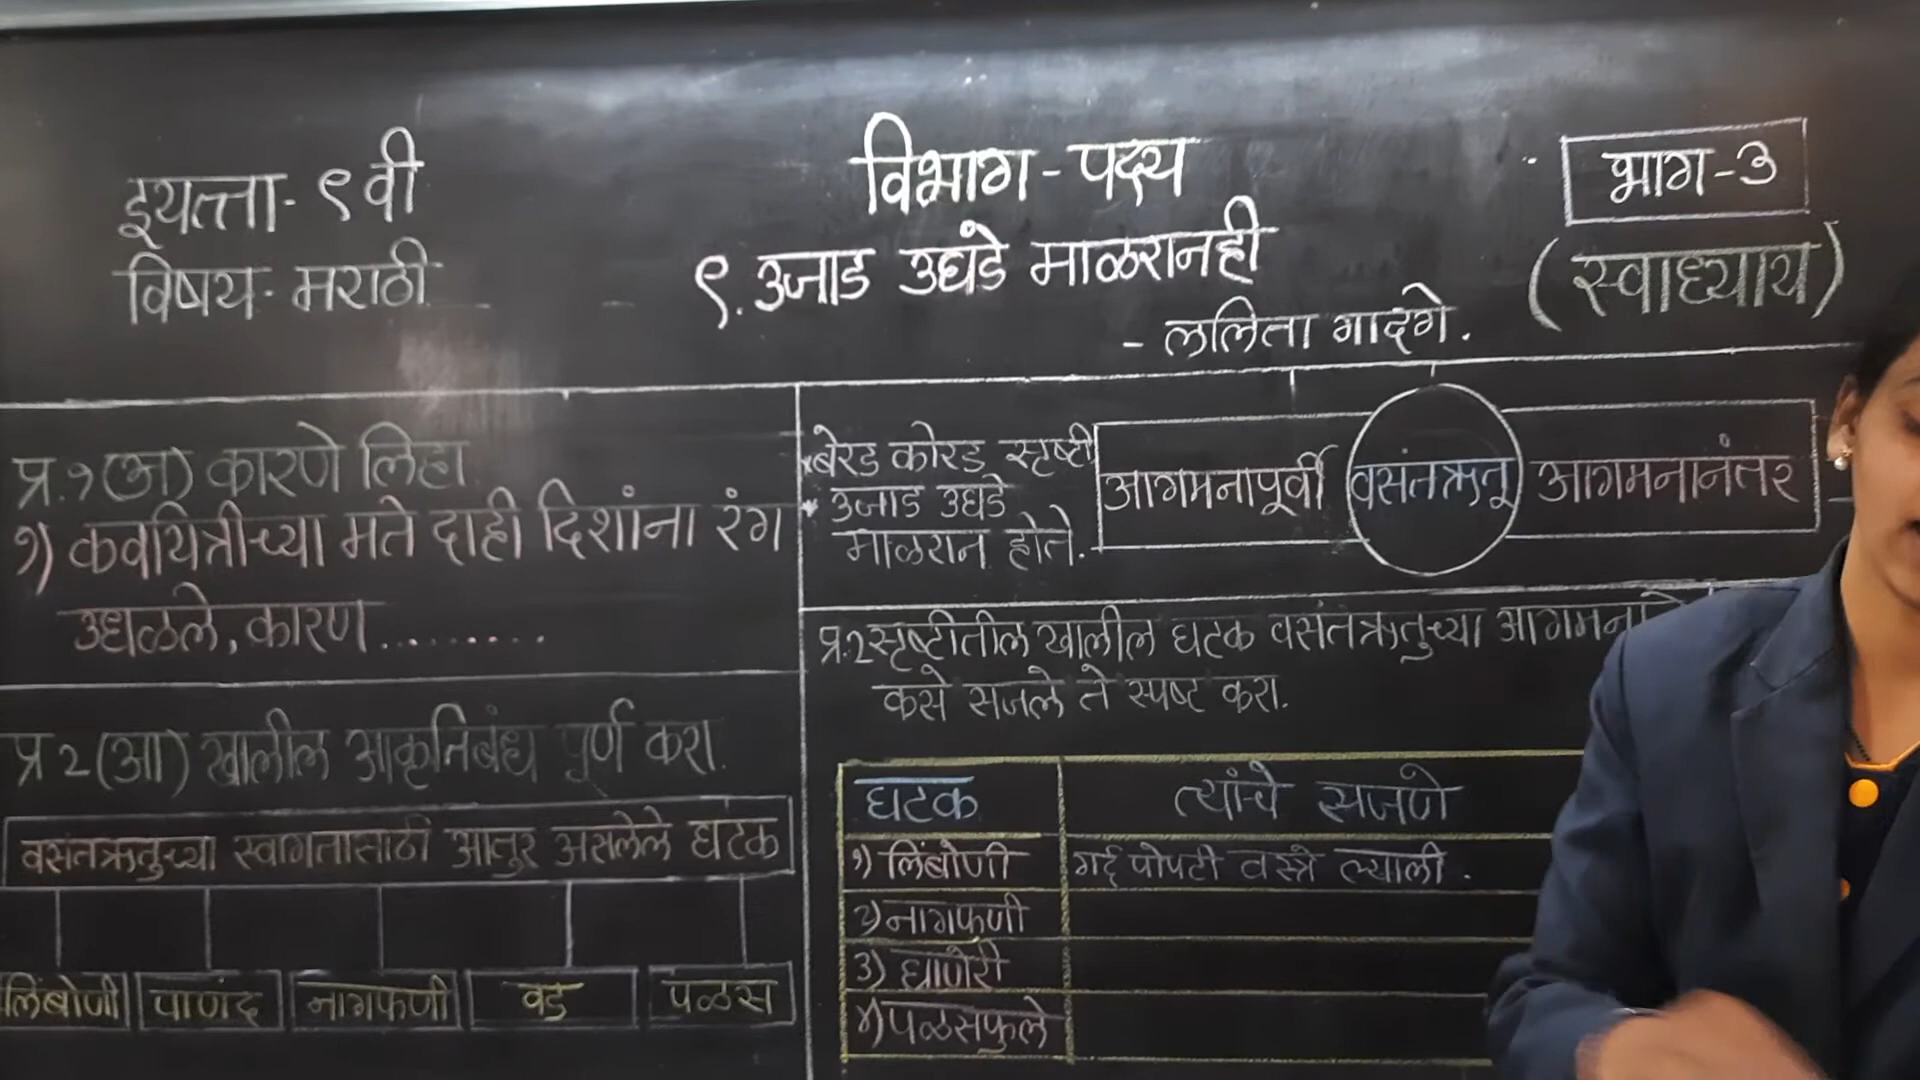 इयत्ता- ९ वी
विषय- मराठी
विभाग - पद्य
९. उजाड उघडे माळरानही
- ललिता गादगे.
भाग-३
(स्वाध्याय)
प्र.१(अ) कारणे लिहा.
१) कवयित्रीच्या मते दाही दिशांना रंग
उधळले, कारण.........
प्र २(आ) खालील आकृतिबंध पूर्ण करा.
वसंतऋतुच्या स्वागतासाठी आतुर असलेले घटक
लिंबोणी पाणंद नागफणी वड पळस
*बेरड कोरड सृष्टी
* उजाड उघडे
माळरान होते.
आगमनापूर्वी वसंतऋतू आगमनानंतर
प्र.२ सृष्टीतील खालील घटक वसंतऋतुच्या आगमनाने
कसे सजले ते स्पष्ट करा.
घटक त्यांचे सजणे
१) लिंबोणी गर्द पोपटी वस्त्रे ल्याली .
२) नागफणी
३) घाणेरी
४) पळसफुले